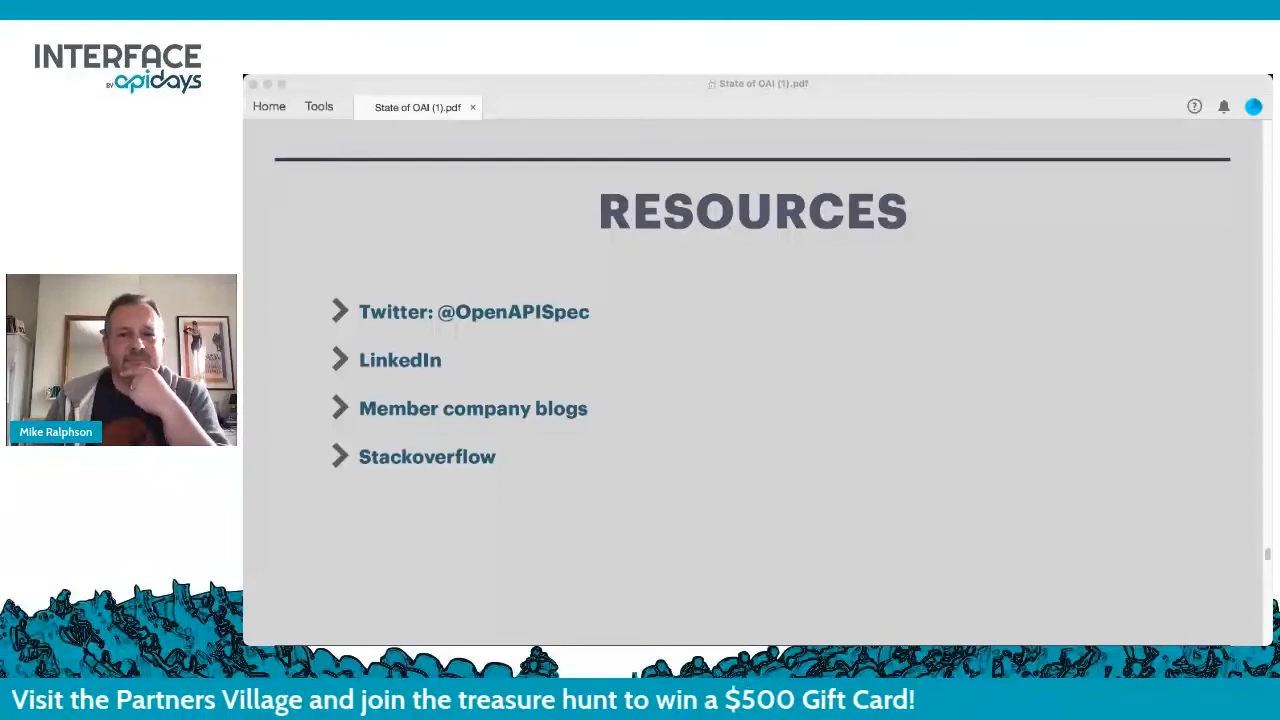 INTERFACE
BY apidays
State of OAI (1).pdf
Home Tools State of OAI (1).pdf ×
RESOURCES
Twitter: @OpenAPISpec
LinkedIn
Member company blogs
Stackoverflow
Mike Ralphson
Visit the Partners Village and join the treasure hunt to win a $500 Gift Card!